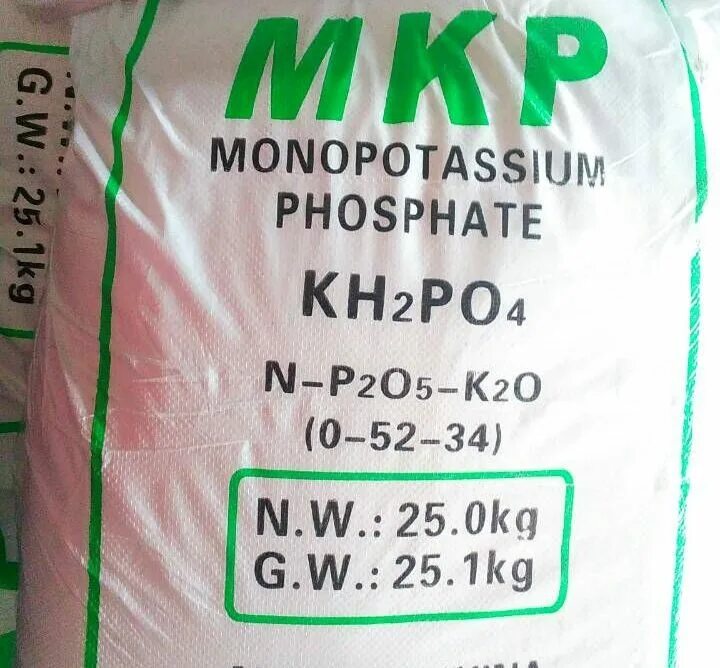 MKP
MONOPOTASSIUM
PHOSPHATE
KH2PO4
N-P2O5-K2O
(0-52-34)
N.W.: 25.0kg
G.W.: 25.1kg
G.W.: 25.1kg